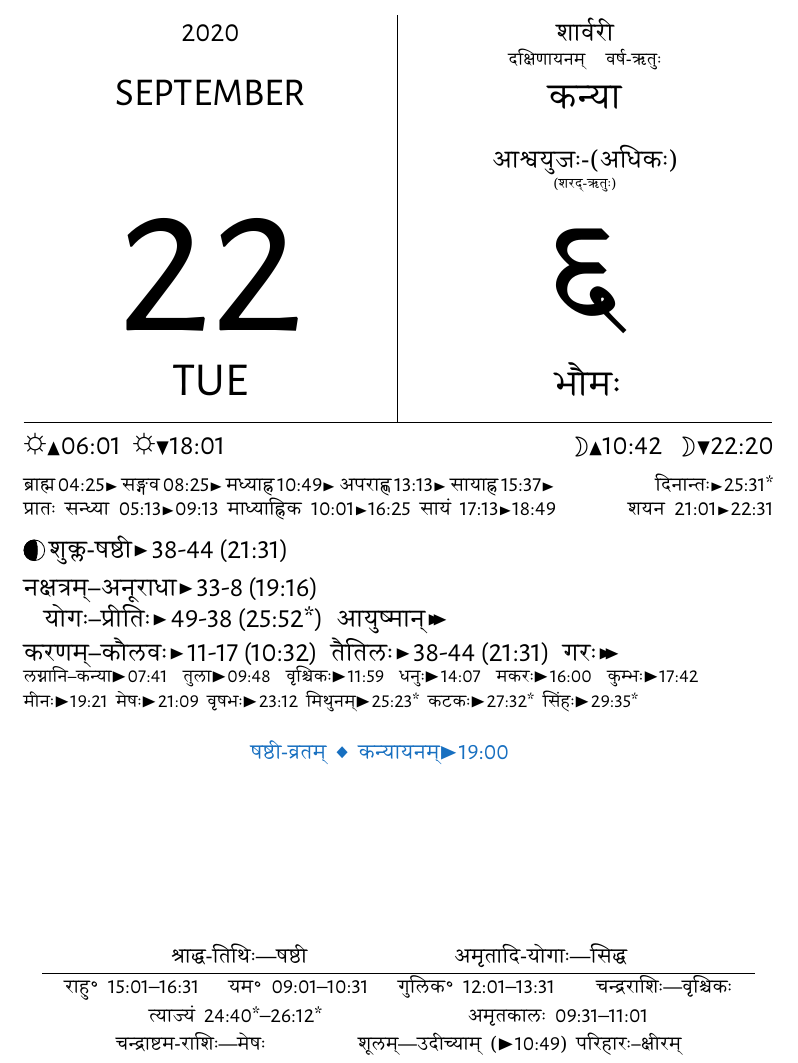 2020
SEPTEMBER
22
TUE
शार्वरी
दक्षिणायनम् वर्ष-ऋतुः
कन्या
आश्वयुजः-(अधिकः)
(शरद्-ऋतुः)
६
भौमः
☼▲06:01 ☼▼18:01 ☽▲10:42 ☽▼22:20
ब्राह्म 04:25► सङ्गव 08:25► मध्याह्न 10:49► अपराह्ण 13:13► सायाह्न 15:37► दिनान्तः►25:31*
प्रातः सन्ध्या 05:13►09:13 माध्याह्निक 10:01►16:25 सायं 17:13►18:49 शयन 21:01►22:31
शुक्ल-षष्ठी►38-44 (21:31)
नक्षत्रम्–अनूराधा►33-8 (19:16)
योगः–प्रीतिः►49-38 (25:52*) आयुष्मान्►►
करणम्–कौलवः►11-17 (10:32) तैतिलः►38-44 (21:31) गरः►►
लग्नानि–कन्या►07:41 तुला►09:48 वृश्चिकः►11:59 धनुः►14:07 मकरः►16:00 कुम्भः►17:42
मीनः►19:21 मेषः►21:09 वृषभः►23:12 मिथुनम्►25:23* कटकः►27:32* सिंहः►29:35*
षष्ठी-व्रतम् ◆ कन्यायनम्►19:00
श्राद्ध-तिथिः—षष्ठी अमृतादि-योगाः—सिद्ध
राहु° 15:01–16:31 यम° 09:01–10:31 गुलिक° 12:01–13:31 चन्द्रराशिः—वृश्चिकः
त्याज्यं 24:40*–26:12* अमृतकालः 09:31–11:01
चन्द्राष्टम-राशिः—मेषः शूलम्—उदीच्याम् (►10:49) परिहारः–क्षीरम्